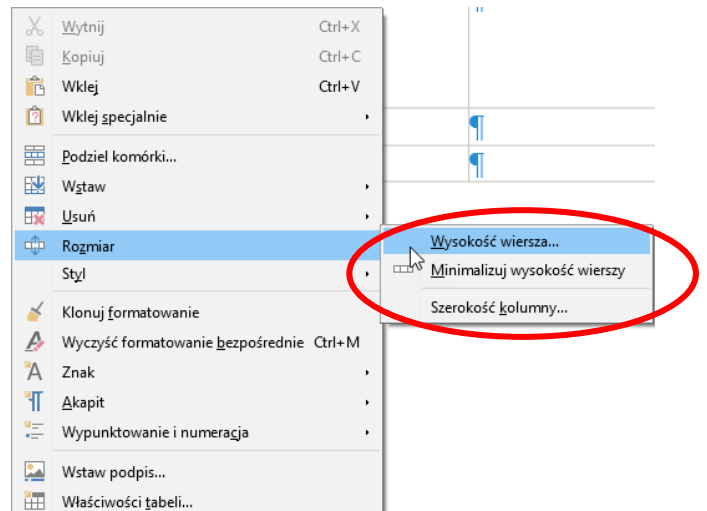 Wytnij Ctrl+X
Kopiuj Ctrl+C
Wklej Ctrl+V
Wklej specjalnie
Podziel komórki...
Wstaw
Usuń
Rozmiar
Styl
Klonuj formatowanie
Wyczyść formatowanie bezpośrednie Ctrl+M
Znak
Akapit
Wypunktowanie i numeracja
Wstaw podpis...
Właściwości tabeli...
Wysokość wiersza...
Minimalizuj wysokość wierszy
Szerokość kolumny...
¶
¶